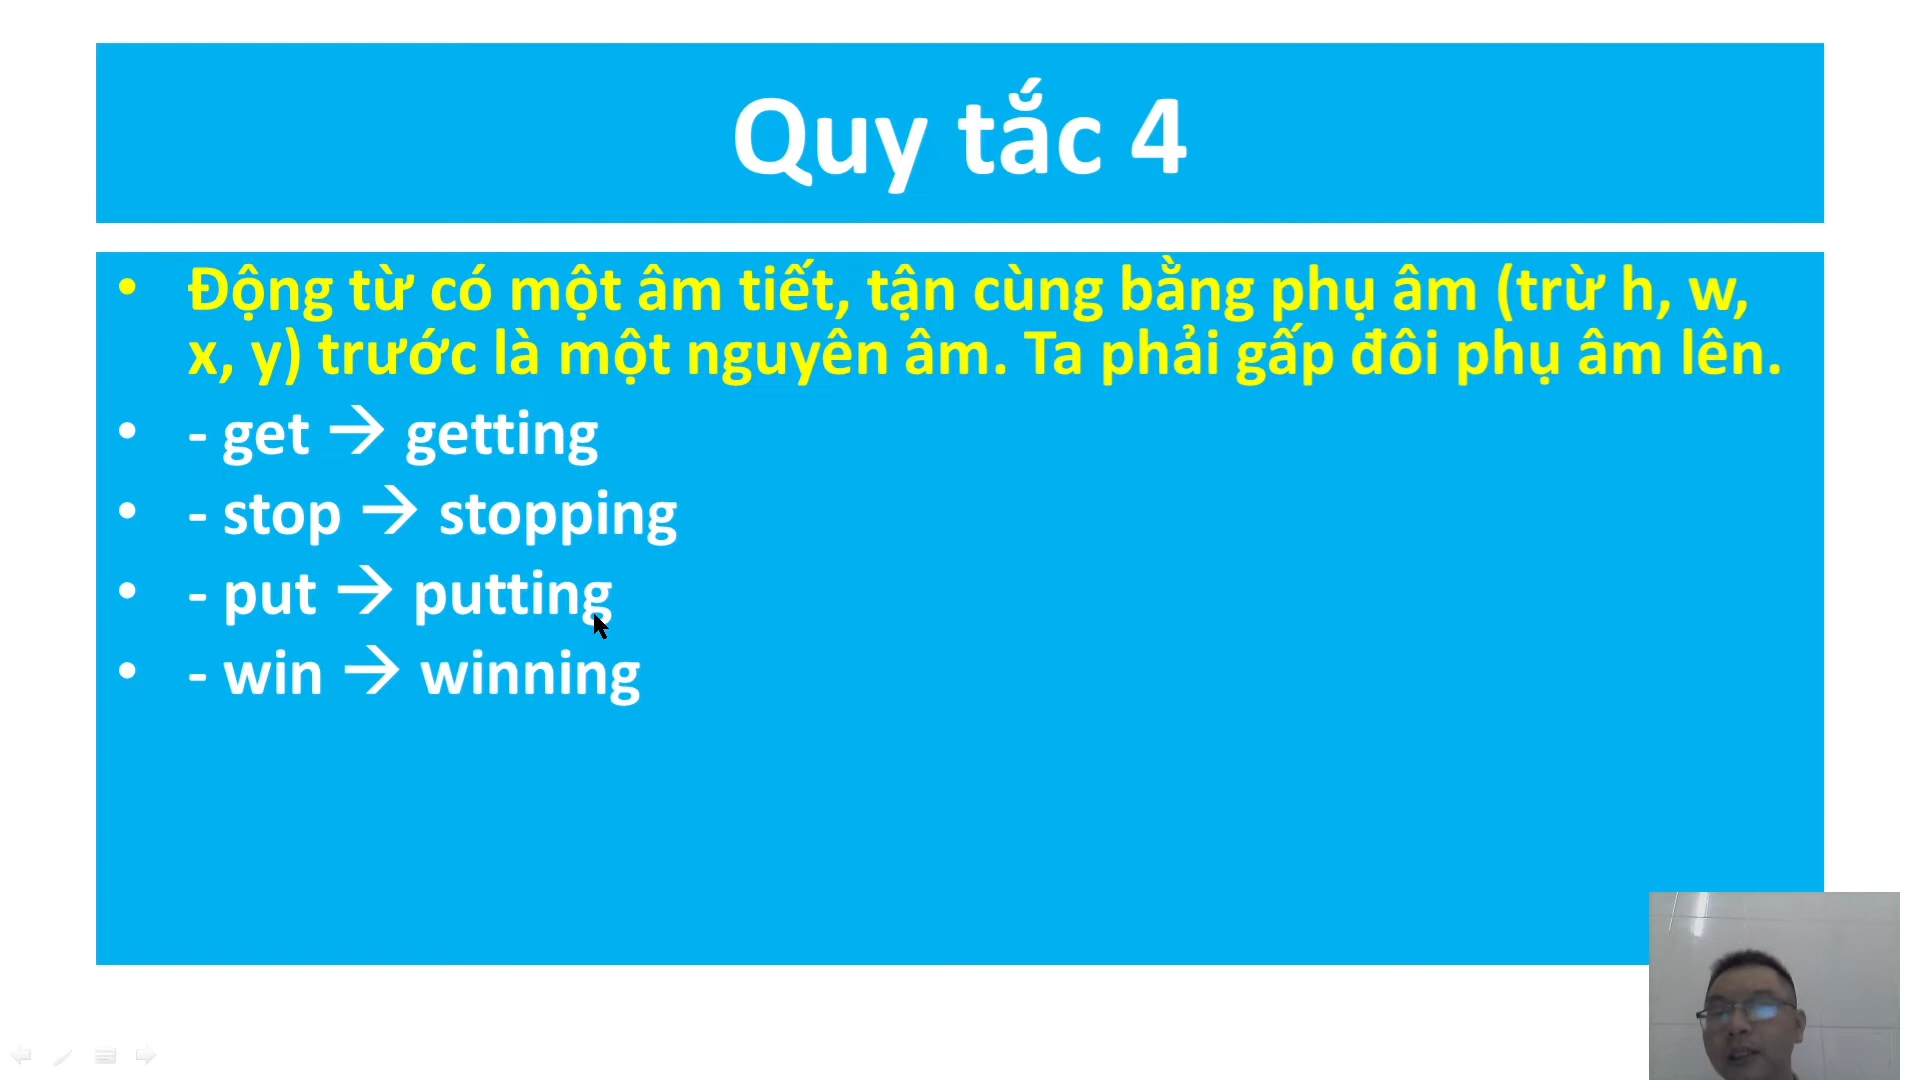 Quy tắc 4
• Động từ có một âm tiết, tận cùng bằng phụ âm (trừ h, w,
x, y) trước là một nguyên âm. Ta phải gấp đôi phụ âm lên.
• - get → getting
• - stop → stopping
• - put → putting
• - win → winning